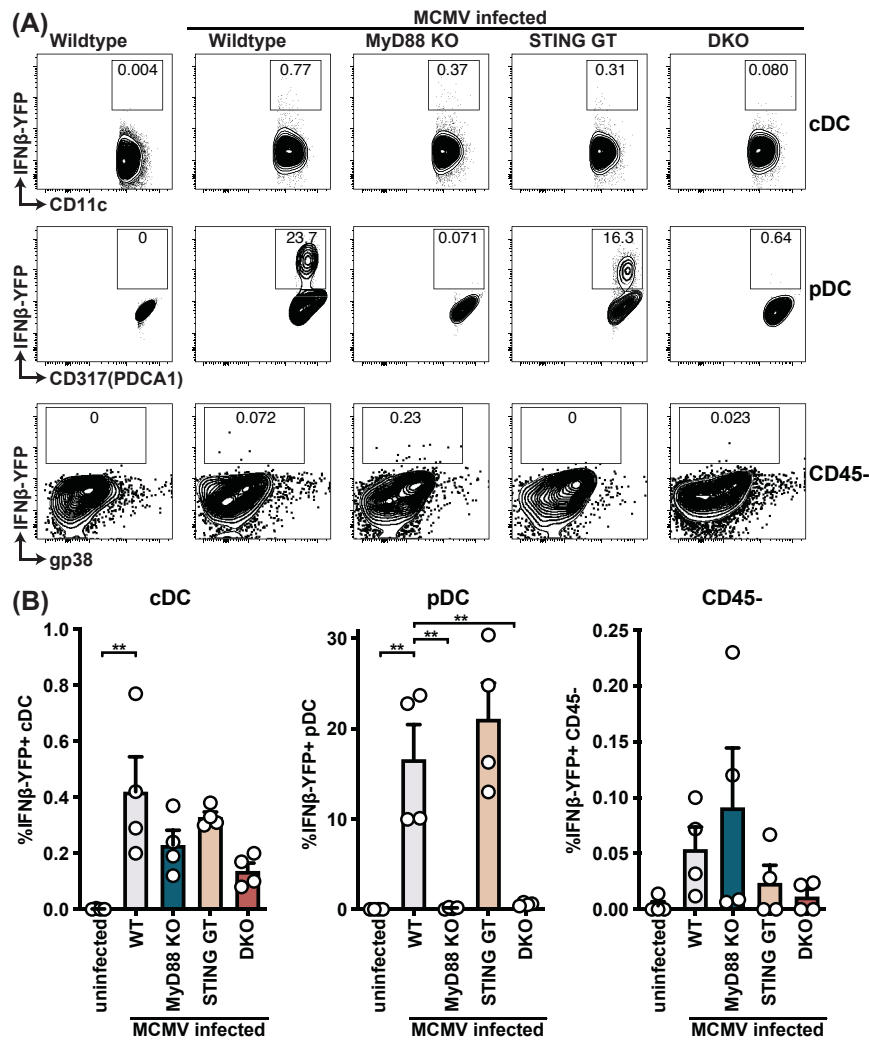 (A)
MCMV infected
Wildtype Wildtype MyD88 KO STING GT DKO
0.004 0.77 0.37 0.31 0.080
IFNβ-YFP
cDC
CD11c
0 23.7 0.071 16.3 0.64
IFNβ-YFP
pDC
CD317(PDCA1)
0 0.072 0.23 0 0.023
IFNβ-YFP
CD45-
gp38
(B)
cDC
%IFNβ-YFP+ cDC
1.0
0.8
0.6
0.4
0.2
0.0
**
uninfected
WT
MyD88 KO
STING GT
DKO
MCMV infected
pDC
%IFNβ-YFP+ pDC
30
20
10
0
**
**
**
uninfected
WT
MyD88 KO
STING GT
DKO
MCMV infected
CD45-
%IFNβ-YFP+ CD45-
0.25
0.20
0.15
0.10
0.05
0.00
uninfected
WT
MyD88 KO
STING GT
DKO
MCMV infected